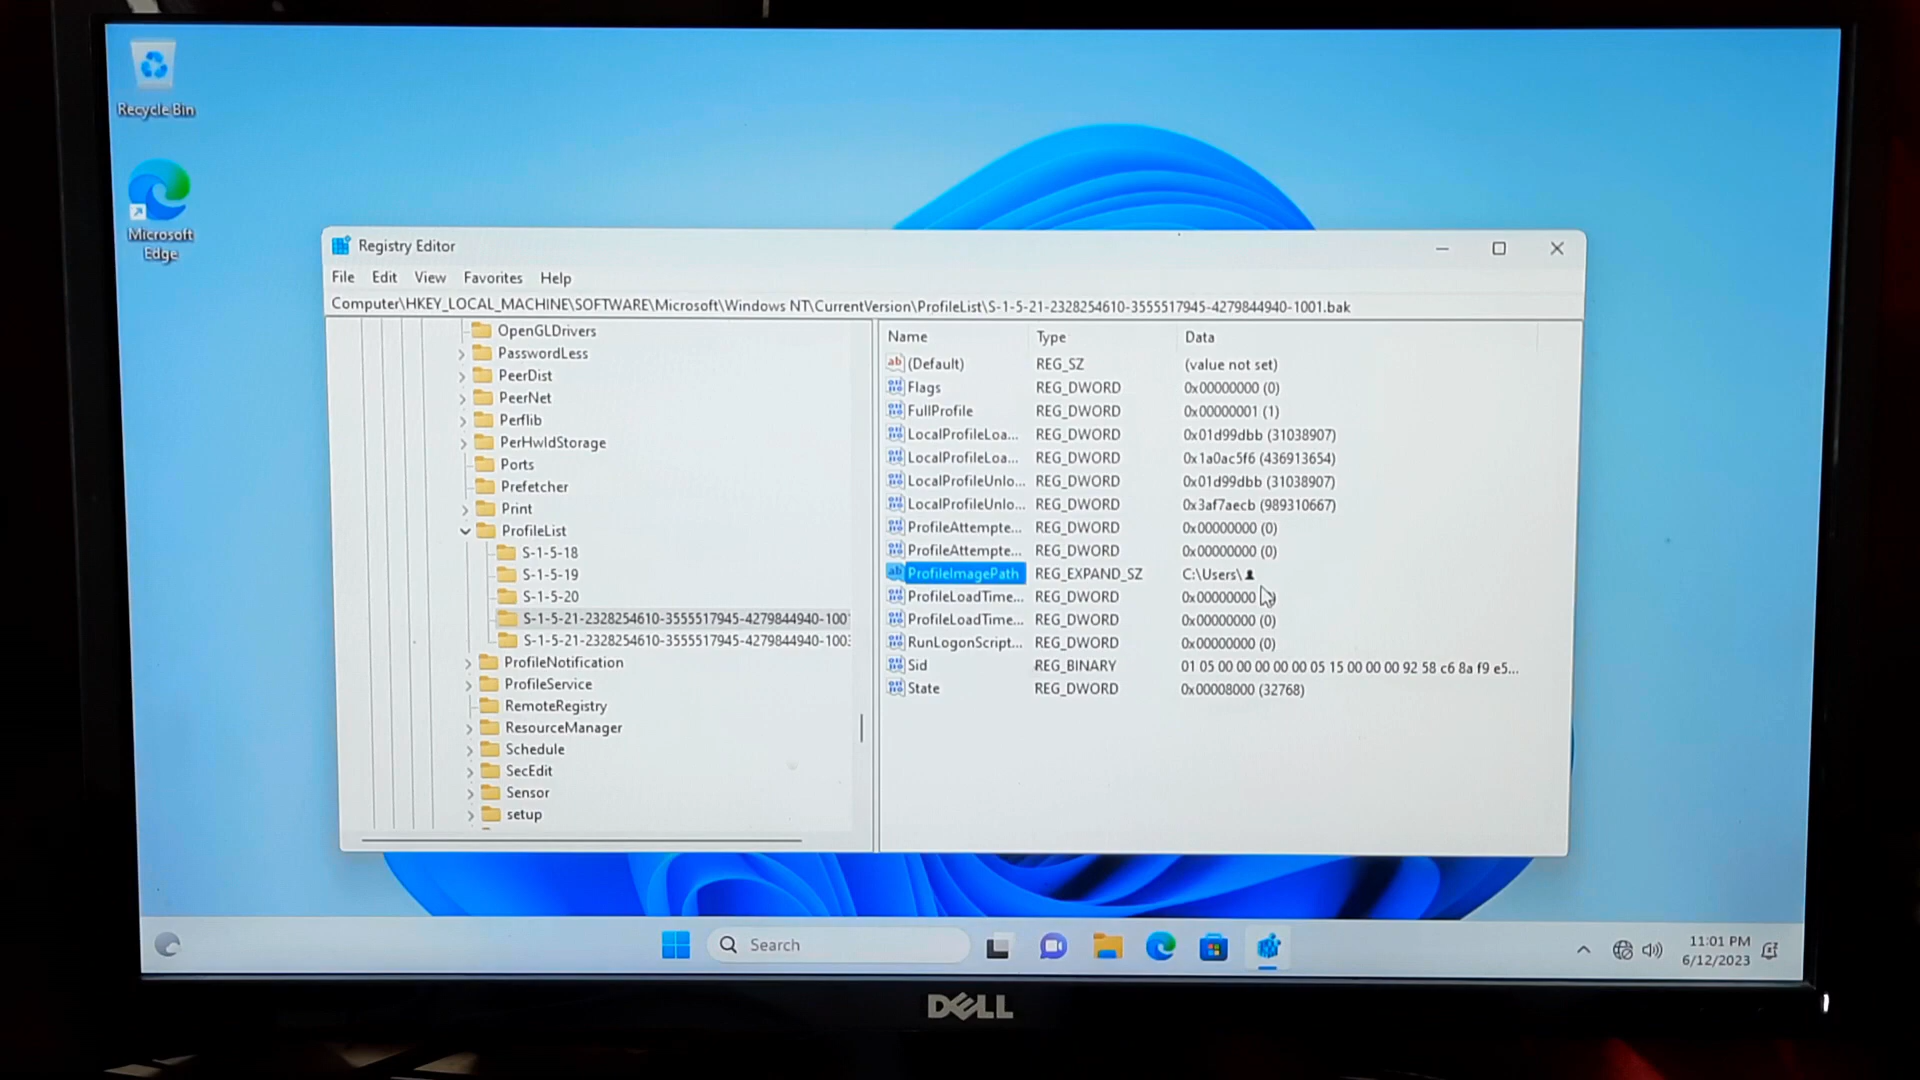 Recycle Bin
Microsoft
Edge
Registry Editor
File Edit View Favorites Help
Computer\HKEY_LOCAL_MACHINE\SOFTWARE\Microsoft\Windows NT\CurrentVersion\ProfileList\S-1-5-21-2328254610-3555517945-4279844940-1001.bak
OpenGLDrivers
PasswordLess
PeerDist
PeerNet
Perflib
PerHwIdStorage
Ports
Prefetcher
Print
ProfileList
S-1-5-18
S-1-5-19
S-1-5-20
S-1-5-21-2328254610-3555517945-4279844940-100
S-1-5-21-2328254610-3555517945-4279844940-100
ProfileNotification
ProfileService
RemoteRegistry
ResourceManager
Schedule
SecEdit
Sensor
setup
Name Type Data
(Default) REG_SZ (value not set)
Flags REG_DWORD 0x00000000 (0)
FullProfile REG_DWORD 0x00000001 (1)
LocalProfileLoa... REG_DWORD 0x01d99dbb (31038907)
LocalProfileLoa... REG_DWORD 0x1a0ac5f6 (436913654)
LocalProfileUnlo... REG_DWORD 0x01d99dbb (31038907)
LocalProfileUnlo... REG_DWORD 0x3af7aecb (989310667)
ProfileAttempte... REG_DWORD 0x00000000 (0)
ProfileAttempte... REG_DWORD 0x00000000 (0)
ProfileImagePath REG_EXPAND_SZ C:\Users\
ProfileLoadTime... REG_DWORD 0x00000000
ProfileLoadTime... REG_DWORD 0x00000000 (0)
RunLogonScript... REG_DWORD 0x00000000 (0)
Sid REG_BINARY 01 05 00 00 00 00 00 05 15 00 00 00 92 58 c6 8a f9 e5...
State REG_DWORD 0x00008000 (32768)
Search
11:01 PM
6/12/2023
DELL